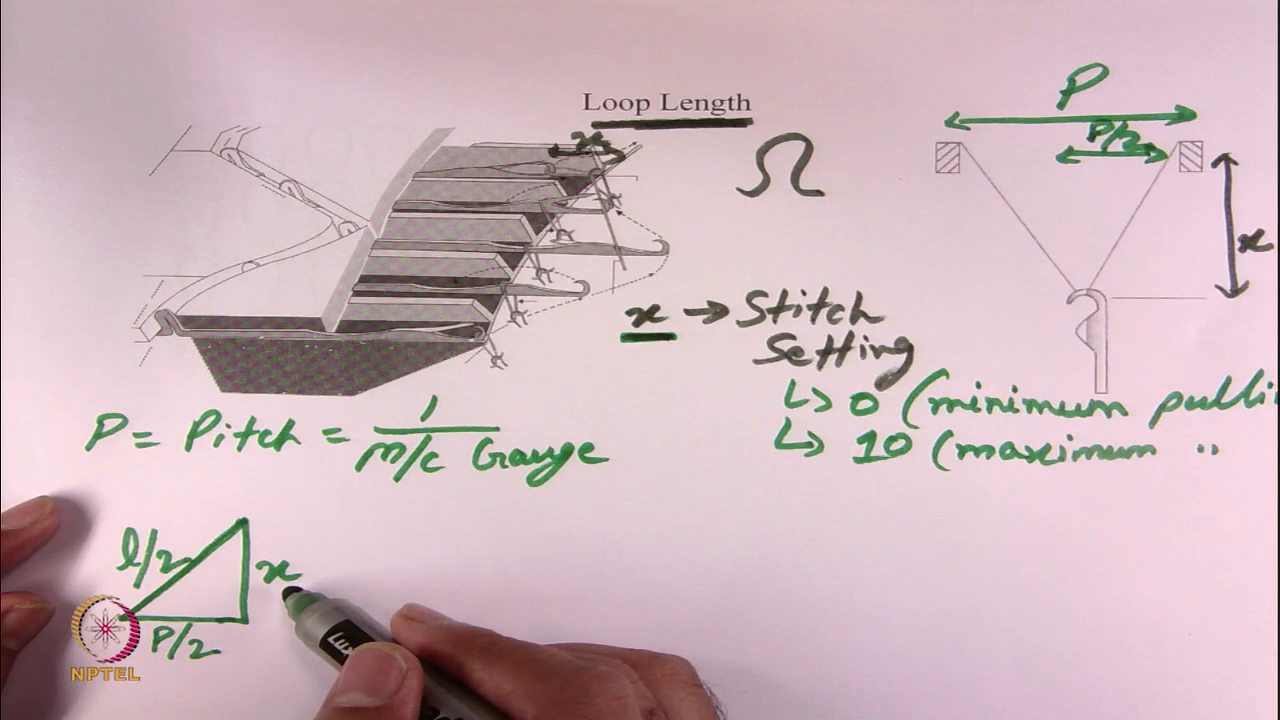 Loop Length
x
P
P/2
x
x → Stitch
Setting
↳ 0 (minimum pulli
↳ 10 (maximum "
P = Pitch = 1 / m/c Gauge
l/2
x
P/2
NPTEL